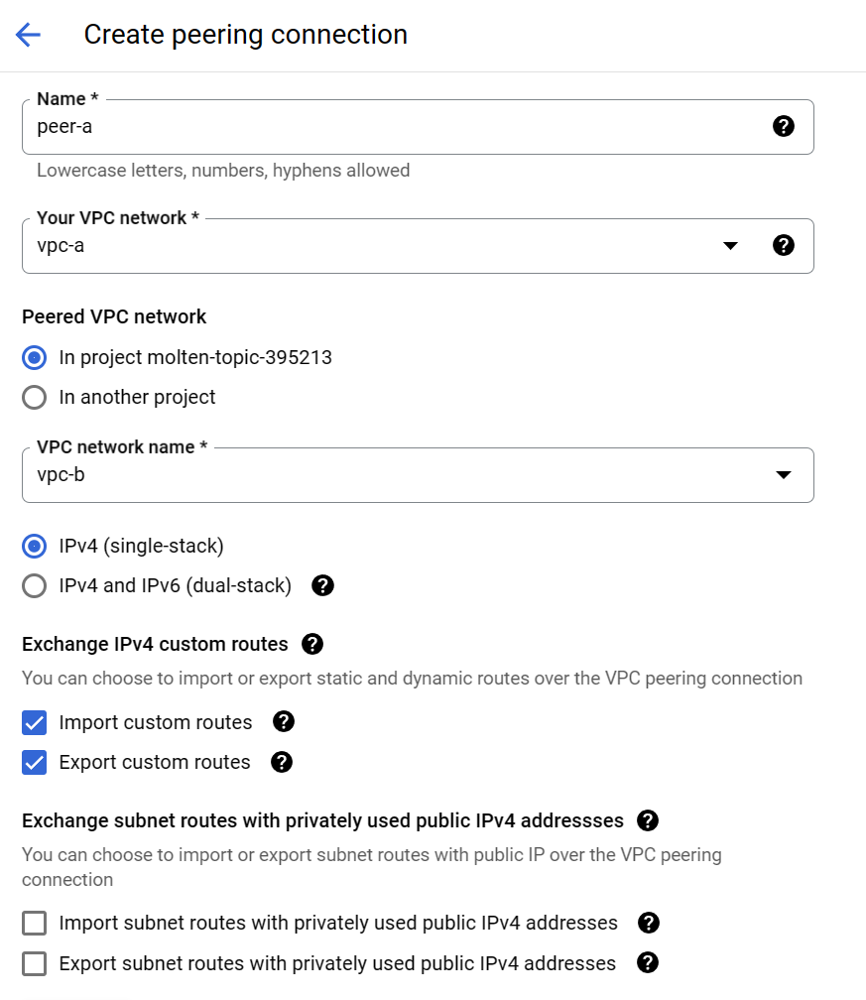 Create peering connection
Name *
peer-a
Lowercase letters, numbers, hyphens allowed
Your VPC network *
vpc-a
Peered VPC network
In project molten-topic-395213
In another project
VPC network name *
vpc-b
IPv4 (single-stack)
IPv4 and IPv6 (dual-stack)
Exchange IPv4 custom routes
You can choose to import or export static and dynamic routes over the VPC peering connection
Import custom routes
Export custom routes
Exchange subnet routes with privately used public IPv4 addressses
You can choose to import or export subnet routes with public IP over the VPC peering
connection
Import subnet routes with privately used public IPv4 addresses
Export subnet routes with privately used public IPv4 addresses